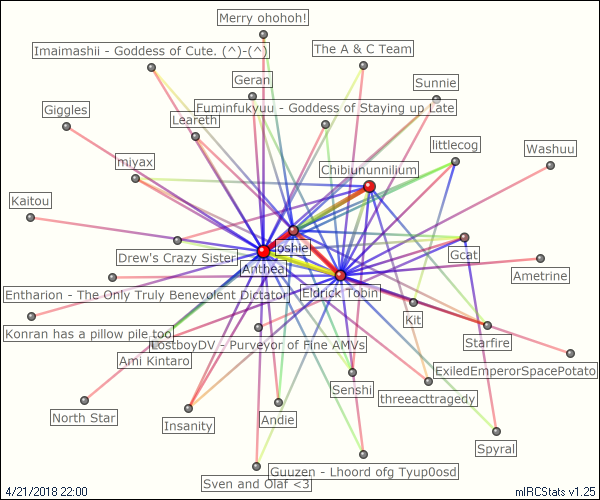 Merry ohohoh!
Imaimashii - Goddess of Cute. (^)-(^)
The A & C Team
Geran
Sunnie
Fuminfukyuu - Goddess of Staying up Late
Giggles
Leareth
littlecog
Washuu
miyax
Chibiununnilium
Kaitou
Drew's Crazy Sister
oshie
Gcat
Anthea
Ametrine
Entharion - The Only Truly Benevolent Dictator
Eldrick Tobin
Kit
Konran has a pillow pile too
LostboyDV - Purveyor of Fine AMVs
Starfire
Ami Kintaro
ExiledEmperorSpacePotato
Senshi
threeacttragedy
North Star
Insanity
Andie
Spyral
Guuzen - Lhoord ofg Tyup0osd
Sven and Olaf <3
4/21/2018 22:00
mIRCStats v1.25